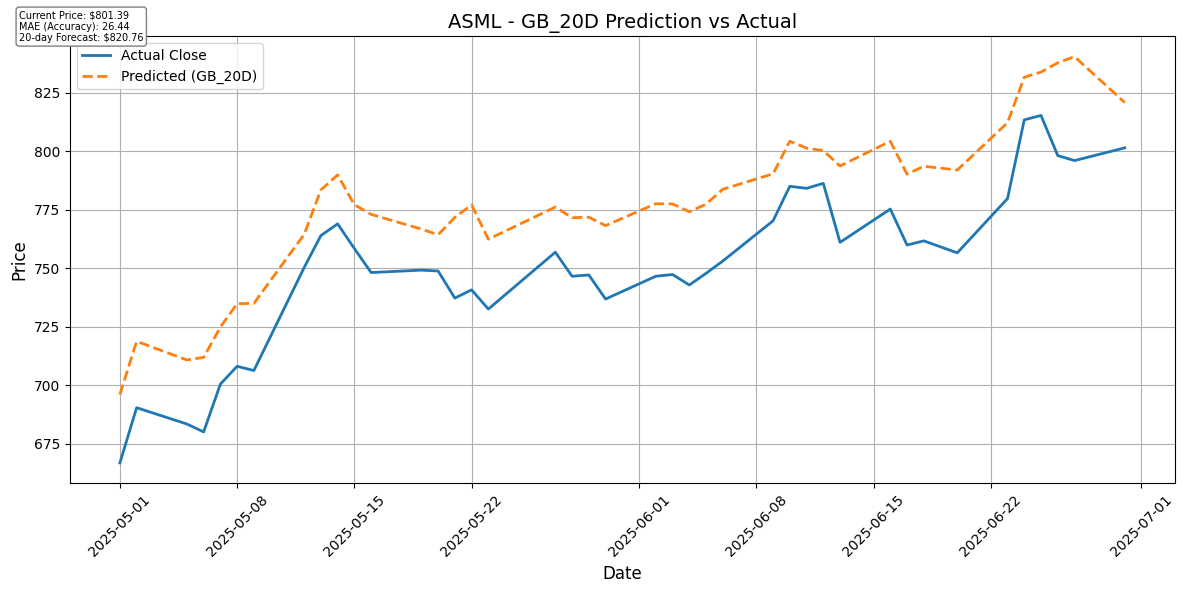 ASML - GB_20D Prediction vs Actual
Current Price: $801.39
MAE (Accuracy): 26.44
20-day Forecast: $820.76
Actual Close
Predicted (GB_20D)
Price
825
800
775
750
725
700
675
2025-05-01
2025-05-08
2025-05-15
2025-05-22
2025-06-01
2025-06-08
2025-06-15
2025-06-22
2025-07-01
Date